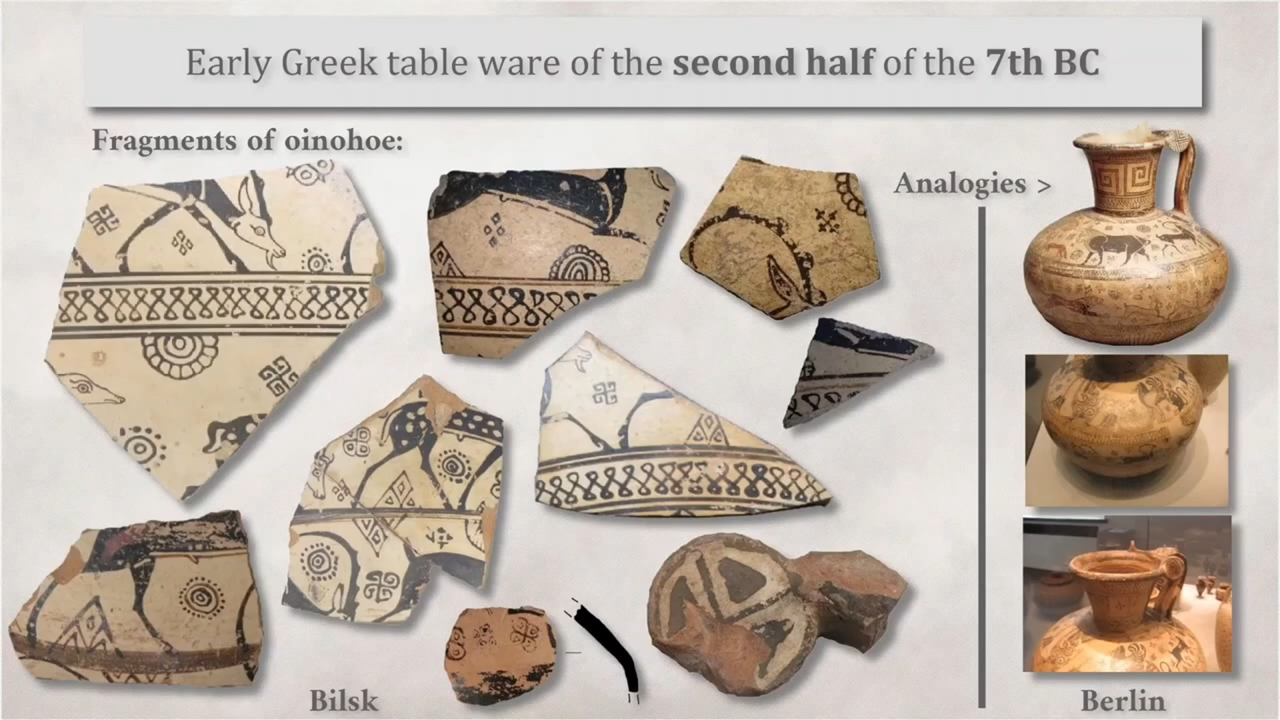 Early Greek table ware of the second half of the 7th BC
Fragments of oinohoe:
Analogies >
Bilsk
Berlin